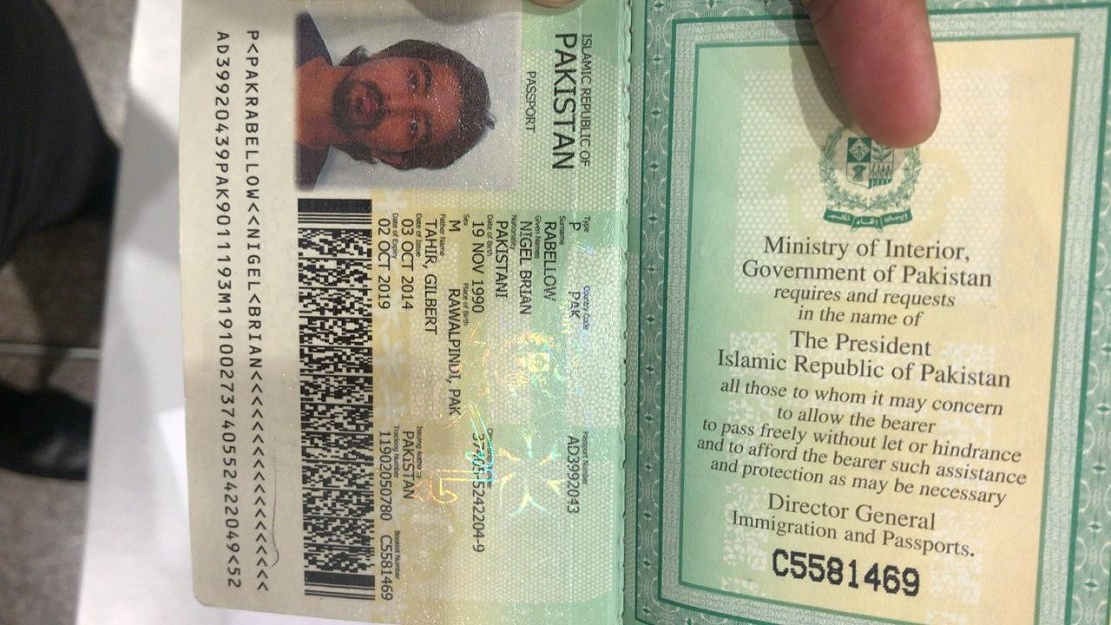 ISLAMIC REPUBLIC OF
PAKISTAN
PASSPORT
Type
P
Country Code
PAK
Passport Number
AD3992043
Surname
RABELLOW
Given Names
NIGEL BRIAN
Nationality
PAKISTANI
Date of Birth
19 NOV 1990
Citizenship Number
5242204-9
Sex
M
Place of Birth
RAWALPINDI, PAK
Father Name
TAHIR, GILBERT
Date of Issue
03 OCT 2014
Issuing Authority
PAKISTAN
Date of Expiry
02 OCT 2019
Tracking Number
11902050780
Booklet Number
C5581469
P<PAKRABELLOW<<NIGEL<BRIAN<<<<<<<<<<<<<<<<<<
AD39920439PAK9011193M19100273740552422049<52
ایمان اتحاد نظم
Ministry of Interior,
Government of Pakistan
requires and requests
in the name of
The President
Islamic Republic of Pakistan
all those to whom it may concern
to allow the bearer
to pass freely without let or hindrance
and to afford the bearer such assistance
and protection as may be necessary
Director General
Immigration and Passports.
C5581469